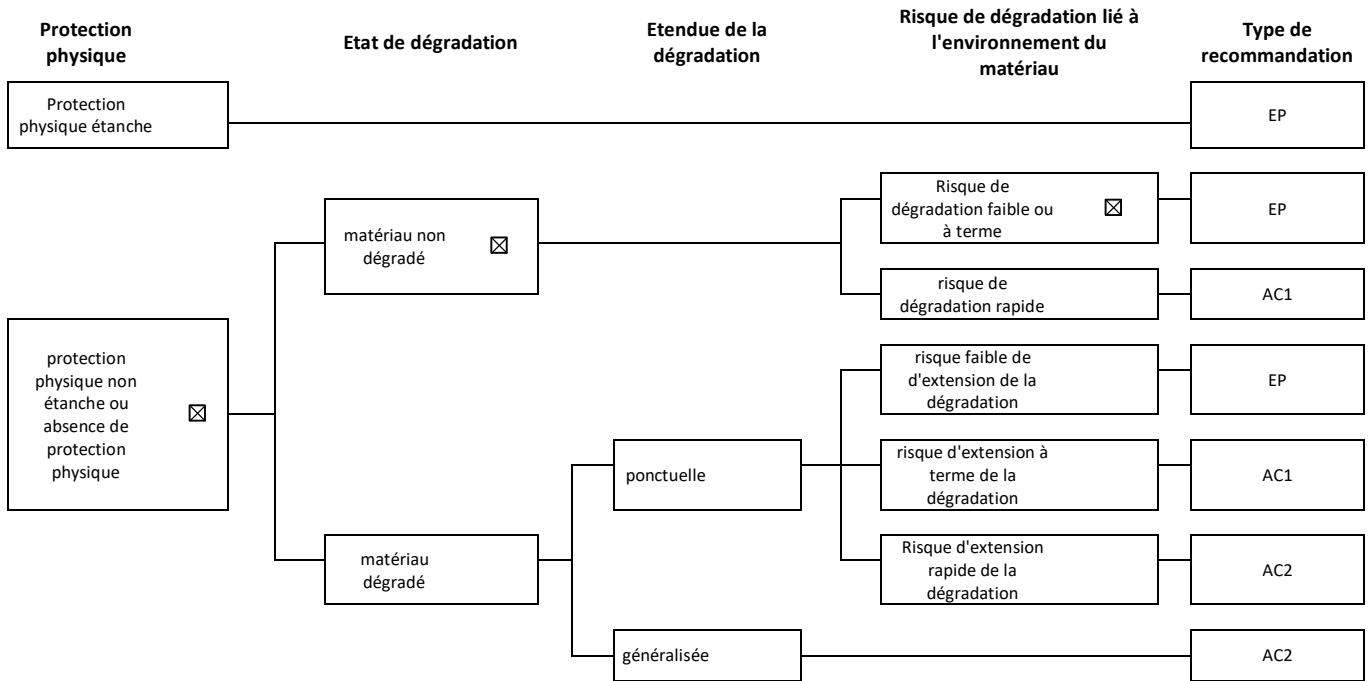 Protection
physique
Etat de dégradation
Etendue de la
dégradation
Risque de dégradation lié à
l'environnement du
matériau
Type de
recommandation
Protection
physique étanche
EP
matériau non
dégradé
☒
Risque de
dégradation faible ou
à terme
☒
EP
risque de
dégradation rapide
AC1
protection
physique non
étanche ou
absence de
protection
physique
☒
risque faible de
d'extension de la
dégradation
EP
ponctuelle
risque d'extension à
terme de la
dégradation
AC1
matériau
dégradé
Risque d'extension
rapide de la
dégradation
AC2
généralisée
AC2